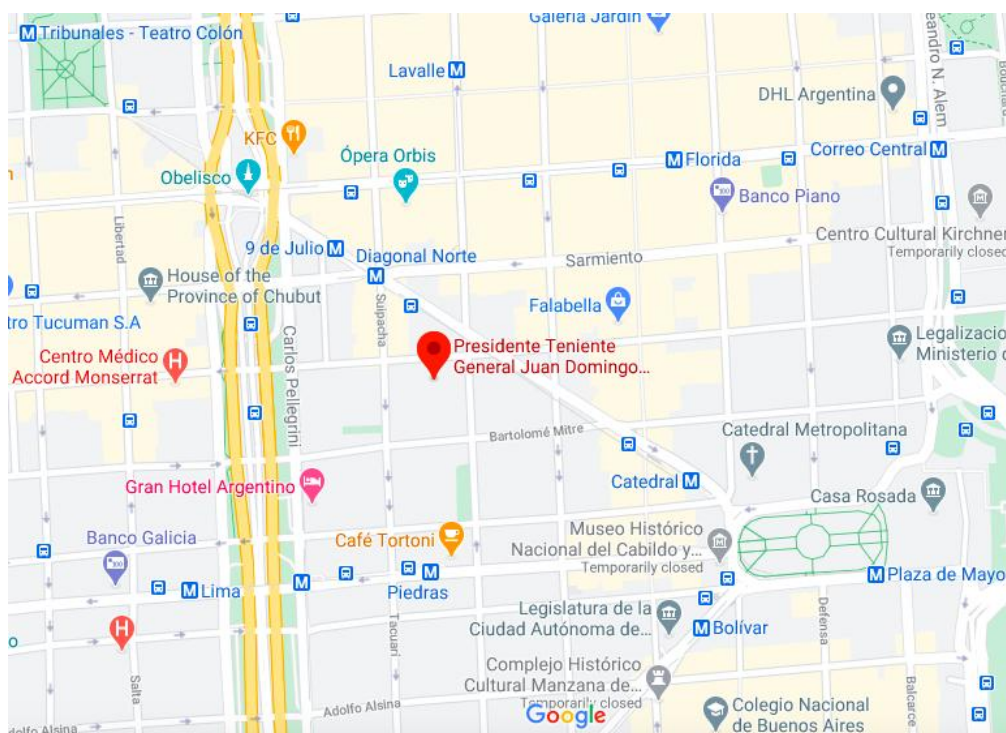 Galería Jardín
Tribunales - Teatro Colón
eandro N. Alem
Lavalle
DHL Argentina
KFC
Ópera Orbis
Florida
Correo Central
Obelisco
Banco Piano
Libertad
9 de Julio
Diagonal Norte
Sarmiento
Centro Cultural Kirchner
Temporarily closed
House of the
Province of Chubut
Suipacha
Falabella
tro Tucuman S.A
Carlos Pellegrini
Presidente Teniente
General Juan Domingo...
Legalizacio
Ministerio d
Centro Médico
Accord Monserrat
Bartolomé Mitre
Catedral Metropolitana
Catedral
Gran Hotel Argentino
Casa Rosada
Museo Histórico
Nacional del Cabildo y...
Temporarily closed
Banco Galicia
Café Tortoni
Lima
Piedras
Plaza de Mayo
Legislatura de la
Ciudad Autónoma de...
Bolívar
Defensa
Tacuarí
Salta
Complejo Histórico
Cultural Manzana de...
Temporarily closed
Balcarce
Adolfo Alsina
Google
Colegio Nacional
de Buenos Aires